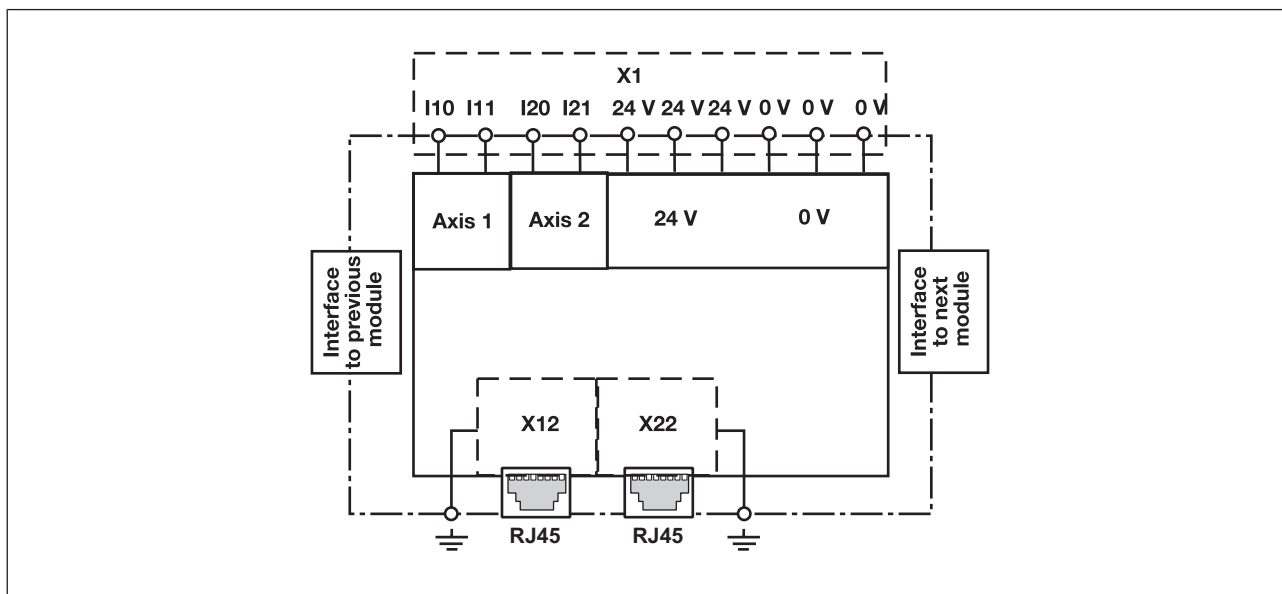 X1
I10 I11 I20 I21 24 V 24 V 24 V 0 V 0 V 0 V
Axis 1 Axis 2 24 V 0 V
Interface
to previous
module
Interface
to next
module
X12 X22
RJ45 RJ45